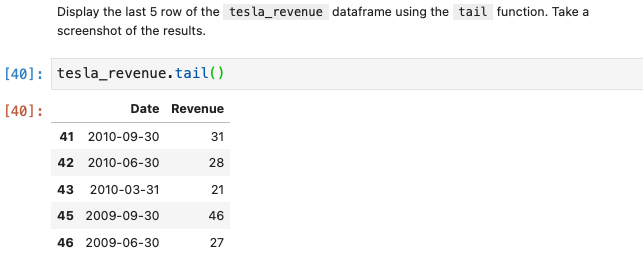 Display the last 5 row of the tesla_revenue dataframe using the tail function. Take a
screenshot of the results.
[40]: tesla_revenue.tail()
[40]: Date Revenue
41 2010-09-30 31
42 2010-06-30 28
43 2010-03-31 21
45 2009-09-30 46
46 2009-06-30 27